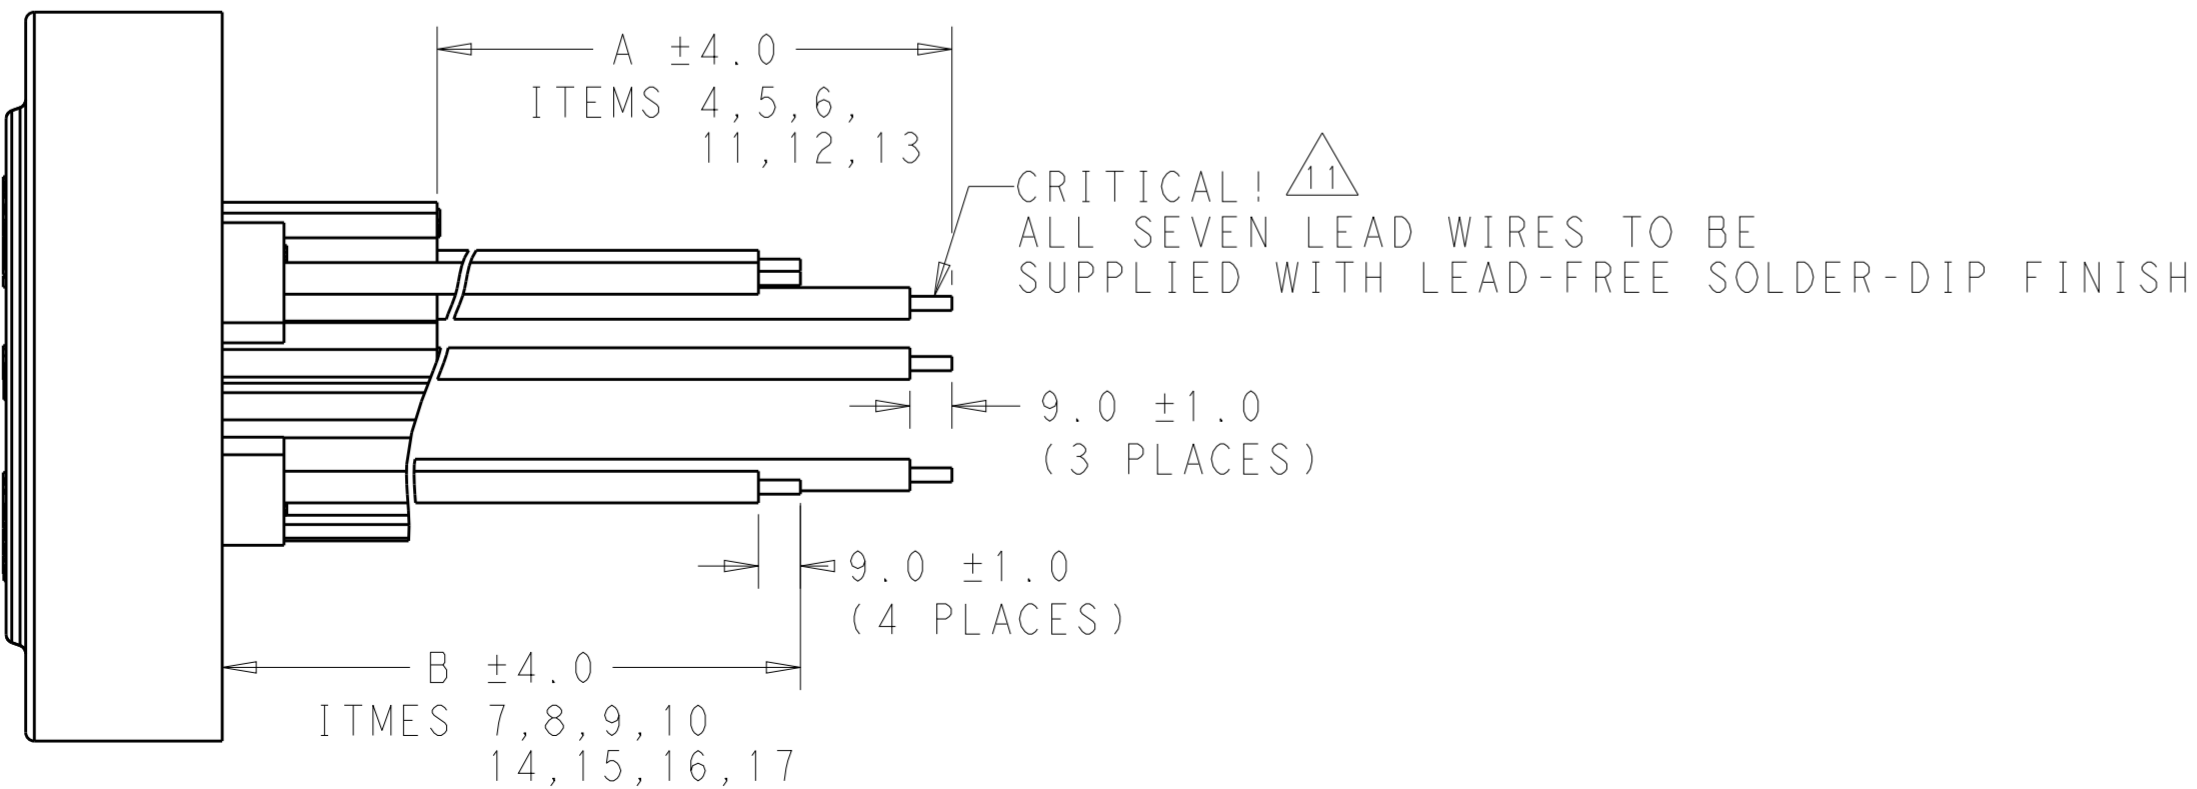 A ±4.0
ITEMS 4,5,6,
11,12,13
CRITICAL! 11
ALL SEVEN LEAD WIRES TO BE
SUPPLIED WITH LEAD-FREE SOLDER-DIP FINISH
9.0 ±1.0
(3 PLACES)
9.0 ±1.0
(4 PLACES)
B ±4.0
ITMES 7,8,9,10
14,15,16,17